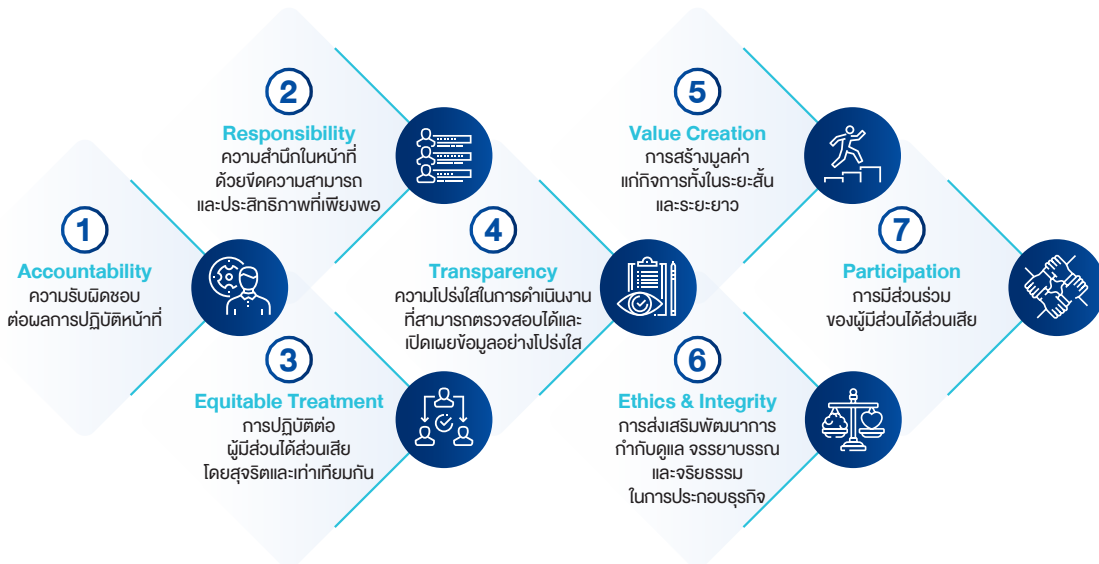 1
Accountability
ความรับผิดชอบ
ต่อผลการปฏิบัติหน้าที่
2
Responsibility
ความสำนึกในหน้าที่
ด้วยขีดความสามารถ
และประสิทธิภาพที่เพียงพอ
3
Equitable Treatment
การปฏิบัติต่อ
ผู้มีส่วนได้ส่วนเสีย
โดยสุจริตและเท่าเทียมกัน
4
Transparency
ความโปร่งใสในการดำเนินงาน
ที่สามารถตรวจสอบได้และ
เปิดเผยข้อมูลอย่างโปร่งใส
5
Value Creation
การสร้างมูลค่า
แก่กิจการทั้งในระยะสั้น
และระยะยาว
6
Ethics & Integrity
การส่งเสริมพัฒนาการ
กำกับดูแล จรรยาบรรณ
และจริยธรรม
ในการประกอบธุรกิจ
7
Participation
การมีส่วนร่วม
ของผู้มีส่วนได้ส่วนเสีย